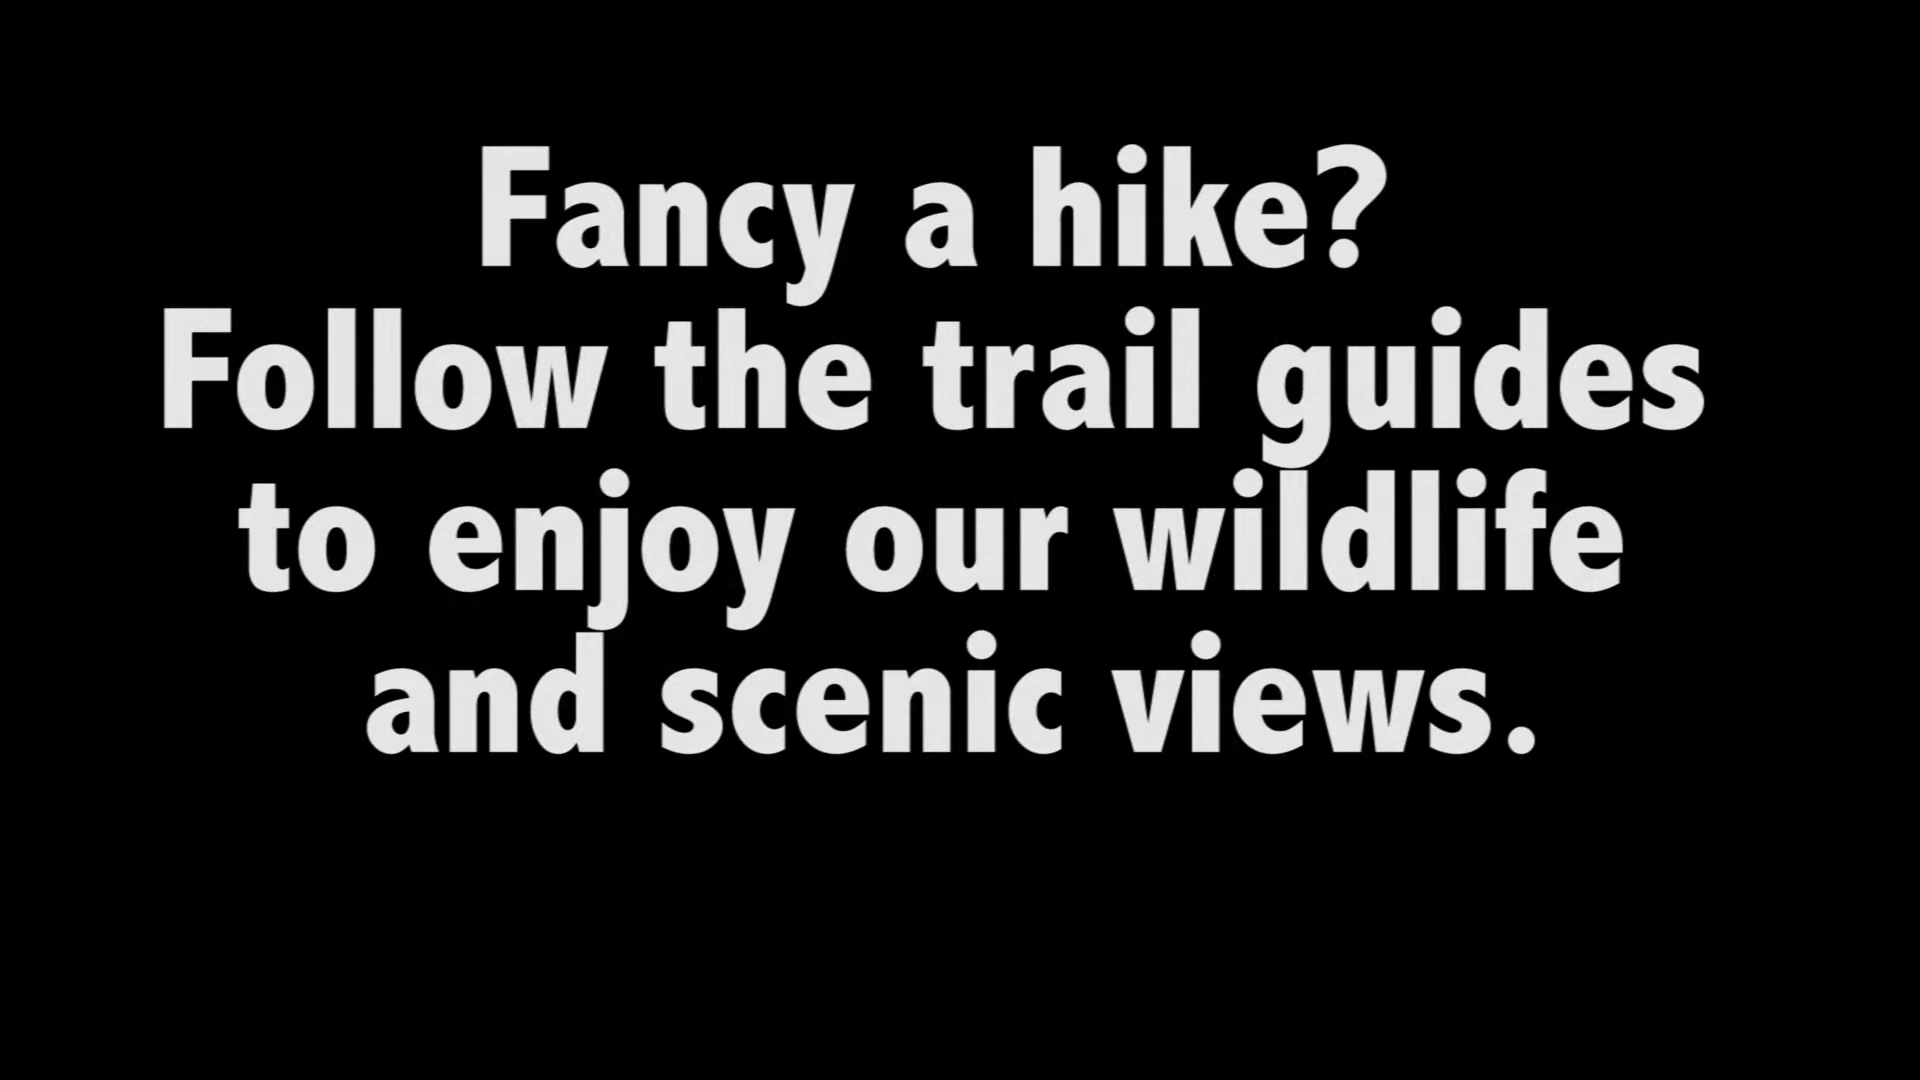 Fancy a hike?
Follow the trail guides
to enjoy our wildlife
and scenic views.